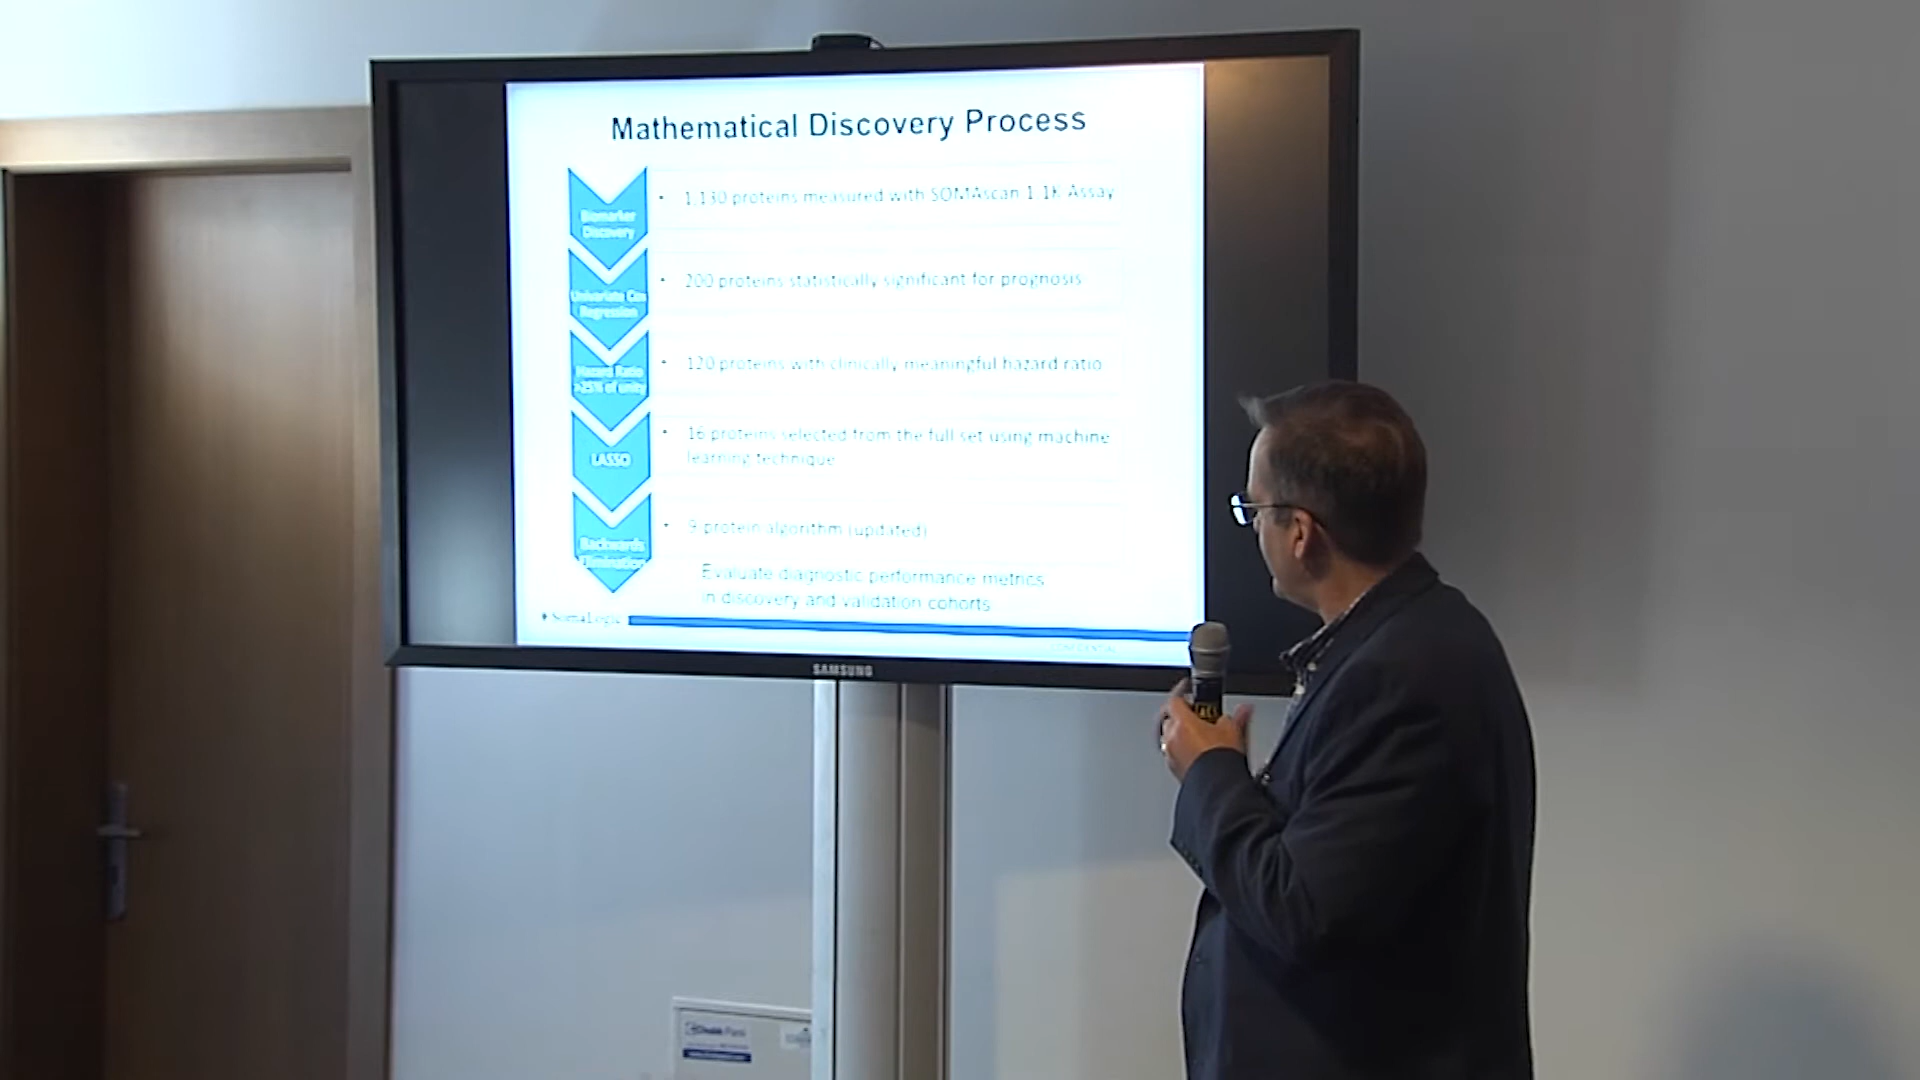 Mathematical Discovery Process
Biomarker
Discovery
• 1,130 proteins measured with SOMAscan 1.1K Assay
Univariate Cox
Regression
• 200 proteins statistically significant for prognosis
Hazard Ratio
>25% of unity
• 120 proteins with clinically meaningful hazard ratio
LASSO
• 16 proteins selected from the full set using machine
learning technique
Backwards
Elimination
• 9 protein algorithm (updated)
Evaluate diagnostic performance metrics
in discovery and validation cohorts
SomaLogic
CONFIDENTIAL
SAMSUNG